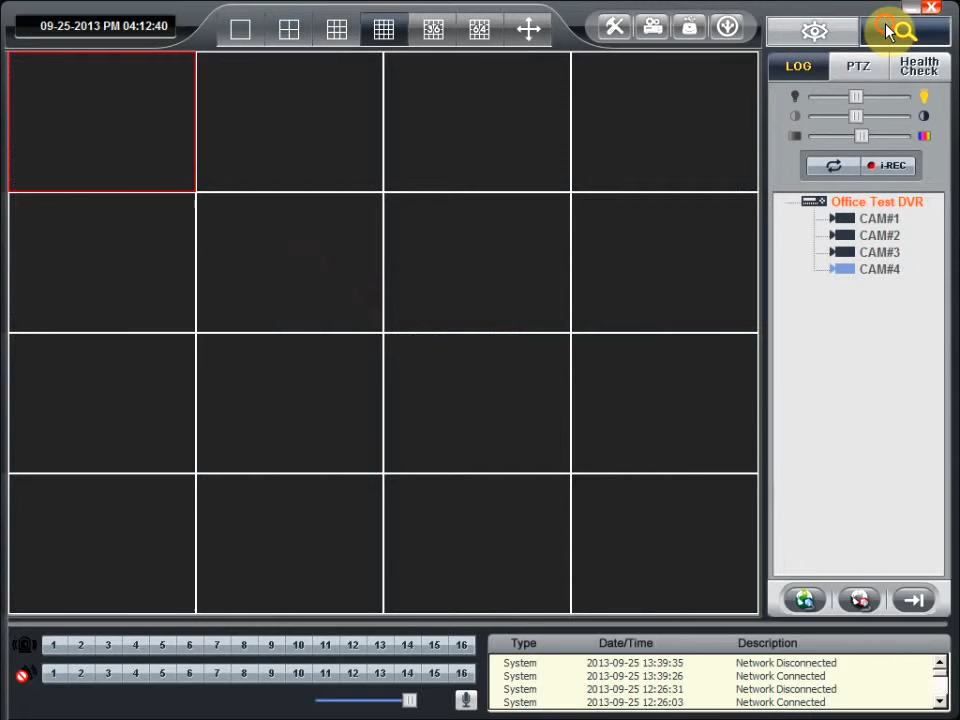 09-25-2013 PM 04:12:40
36
64
LOG PTZ Health Check
i-REC
Office Test DVR
CAM#1
CAM#2
CAM#3
CAM#4
1 2 3 4 5 6 7 8 9 10 11 12 13 14 15 16
1 2 3 4 5 6 7 8 9 10 11 12 13 14 15 16
Type Date/Time Description
System 2013-09-25 13:39:35 Network Disconnected
System 2013-09-25 13:39:26 Network Connected
System 2013-09-25 12:26:31 Network Disconnected
System 2013-09-25 12:26:03 Network Connected